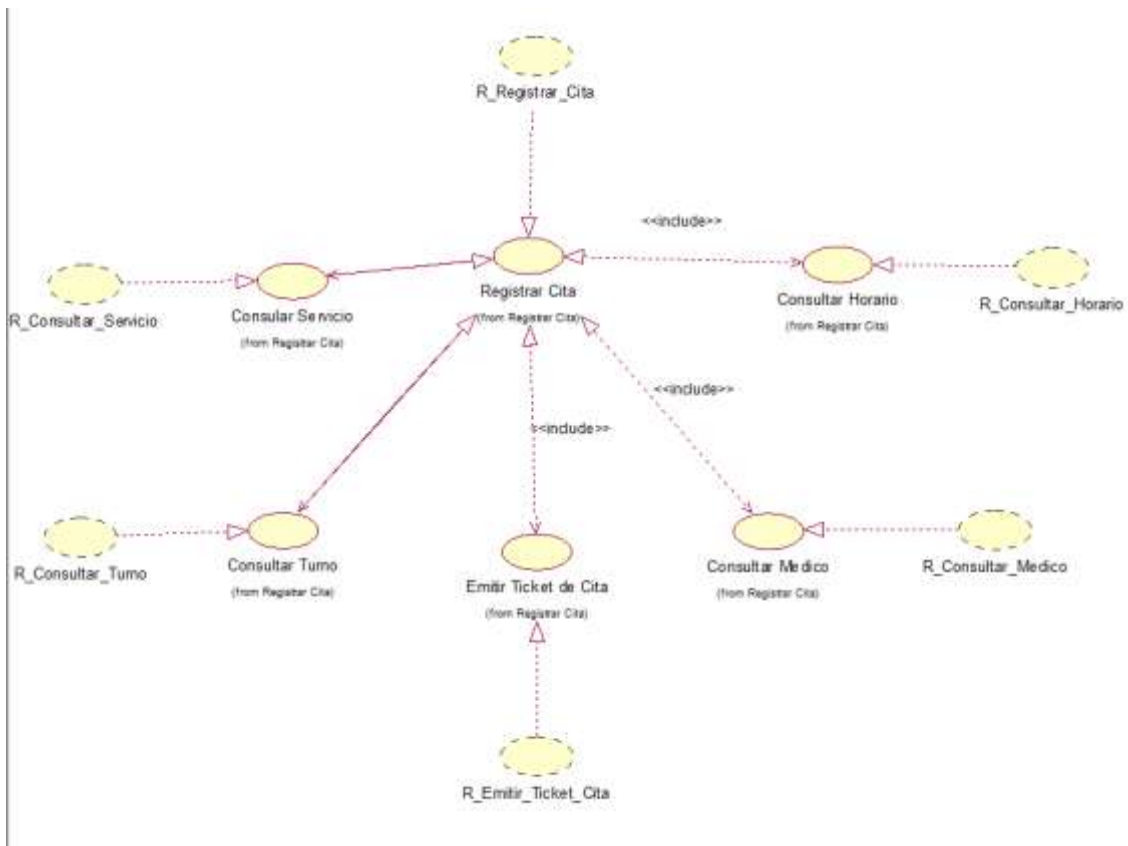 R_Registrar_Cita
<<include>>
Registrar Cita
(from Registrar Cita)
Consultar Horario
(from Registrar Cita)
R_Consultar_Horario
R_Consultar_Servicio
Consular Servicio
(from Registrar Cita)
<<include>>
<<include>>
R_Consultar_Turno
Consultar Turno
(from Registrar Cita)
Emitir Ticket de Cita
(from Registrar Cita)
Consultar Medico
(from Registrar Cita)
R_Consultar_Medico
R_Emitir_Ticket_Cita